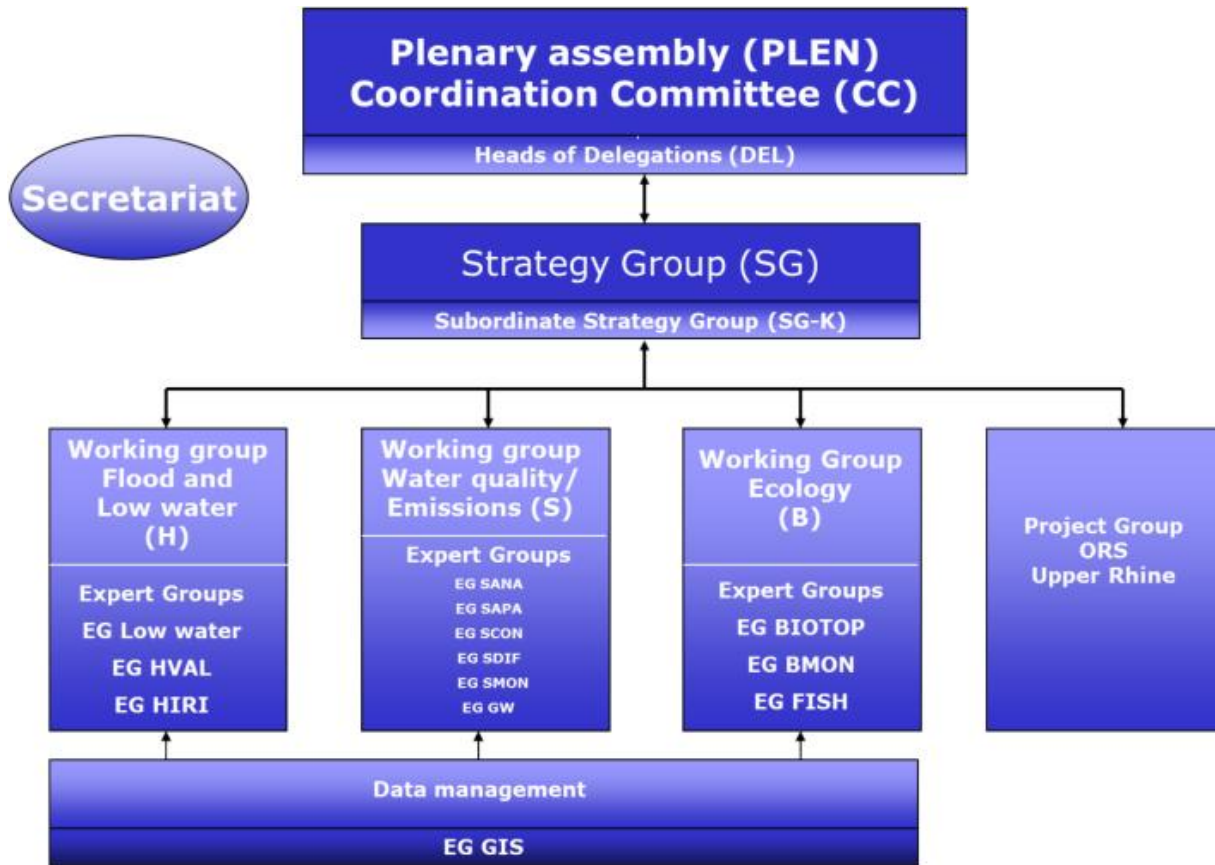 Plenary assembly (PLEN)
Coordination Committee (CC)
Heads of Delegations (DEL)
Secretariat
Strategy Group (SG)
Subordinate Strategy Group (SG-K)
Working group
Flood and
Low water
(H)
Expert Groups
EG Low water
EG HVAL
EG HIRI
Working group
Water quality/
Emissions (S)
Expert Groups
EG SANA
EG SAPA
EG SCON
EG SDIF
EG SMON
EG GW
Working Group
Ecology
(B)
Expert Groups
EG BIOTOP
EG BMON
EG FISH
Project Group
ORS
Upper Rhine
Data management
EG GIS